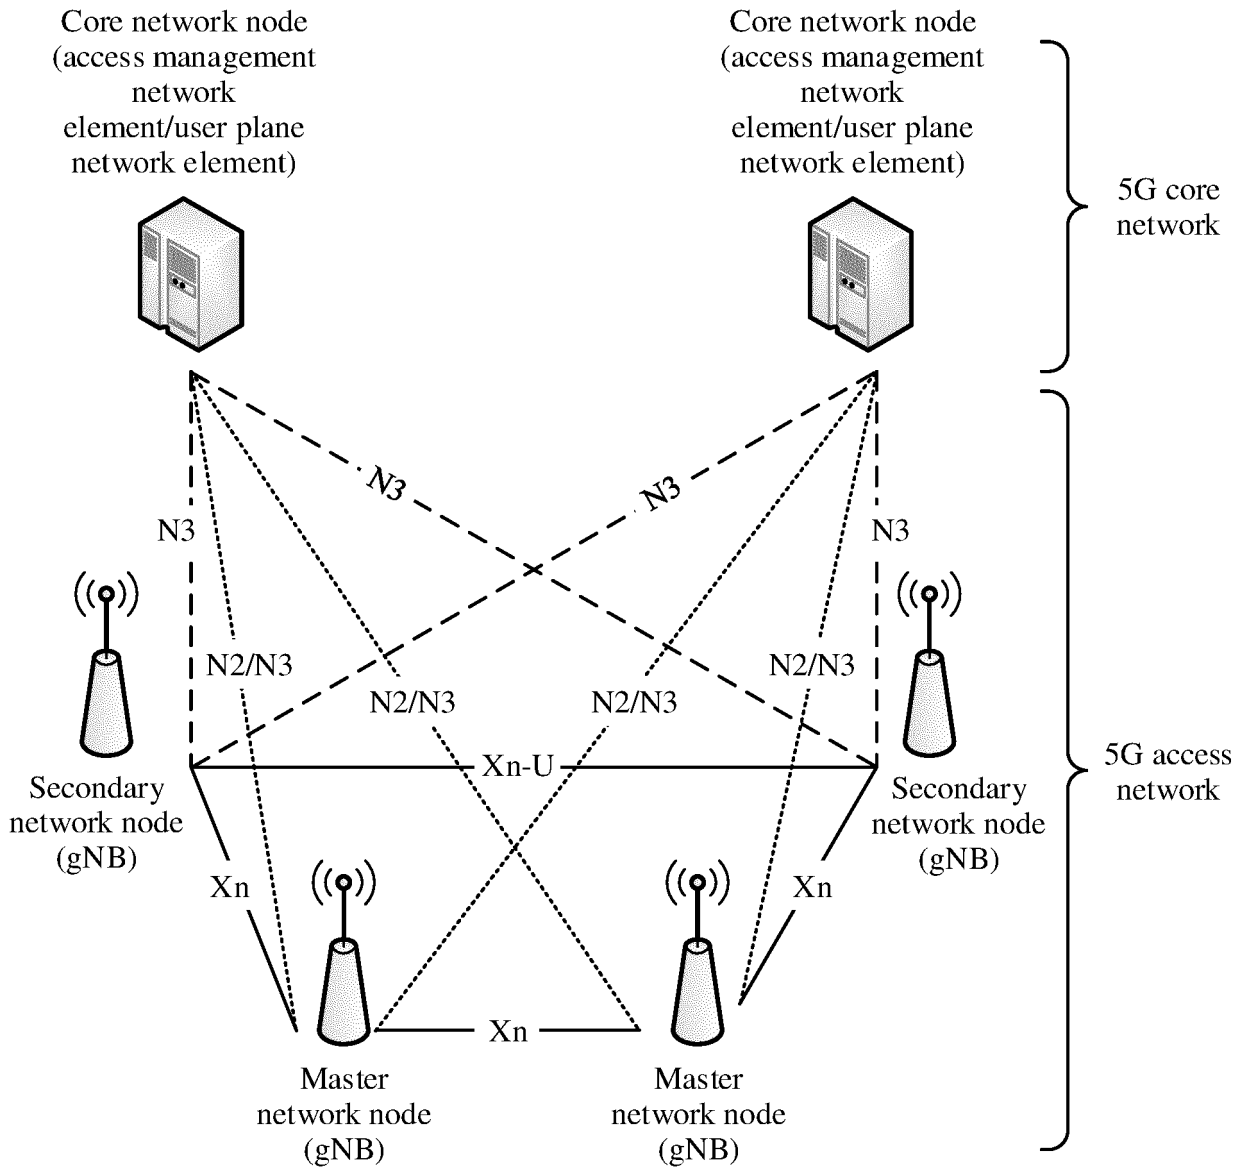 Core network node
(access management
network
element/user plane
network element)
Core network node
(access management
network
element/user plane
network element)
5G core
network
N3
N3
N3
N3
N2/N3
N2/N3
N2/N3
N2/N3
Xn-U
5G access
network
Secondary
network node
(gNB)
Secondary
network node
(gNB)
Xn
Xn
Xn
Master
network node
(gNB)
Master
network node
(gNB)